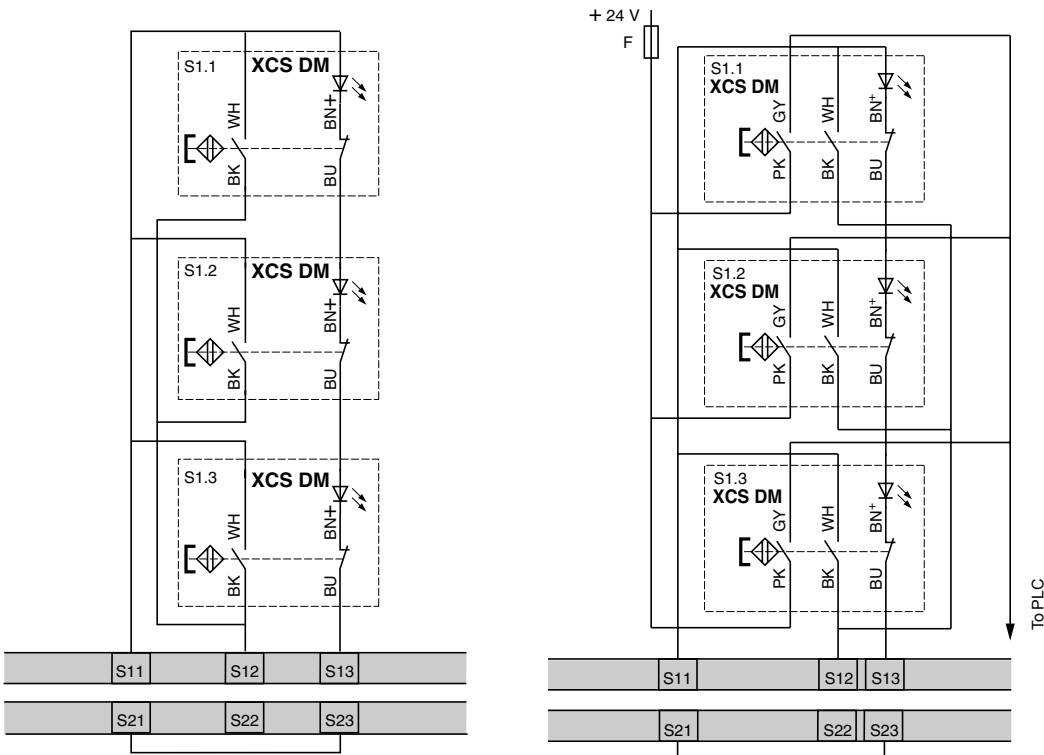 S1.1 XCS DM
WH
BN+
BK
BU
S1.2 XCS DM
WH
BN+
BK
BU
S1.3 XCS DM
WH
BN+
BK
BU
S11 S12 S13
S21 S22 S23
+ 24 V
F
S1.1
XCS DM
GY
WH
BN+
PK
BK
BU
S1.2
XCS DM
GY
WH
BN+
PK
BK
BU
S1.3
XCS DM
GY
WH
BN+
PK
BK
BU
To PLC
S11 S12 S13
S21 S22 S23